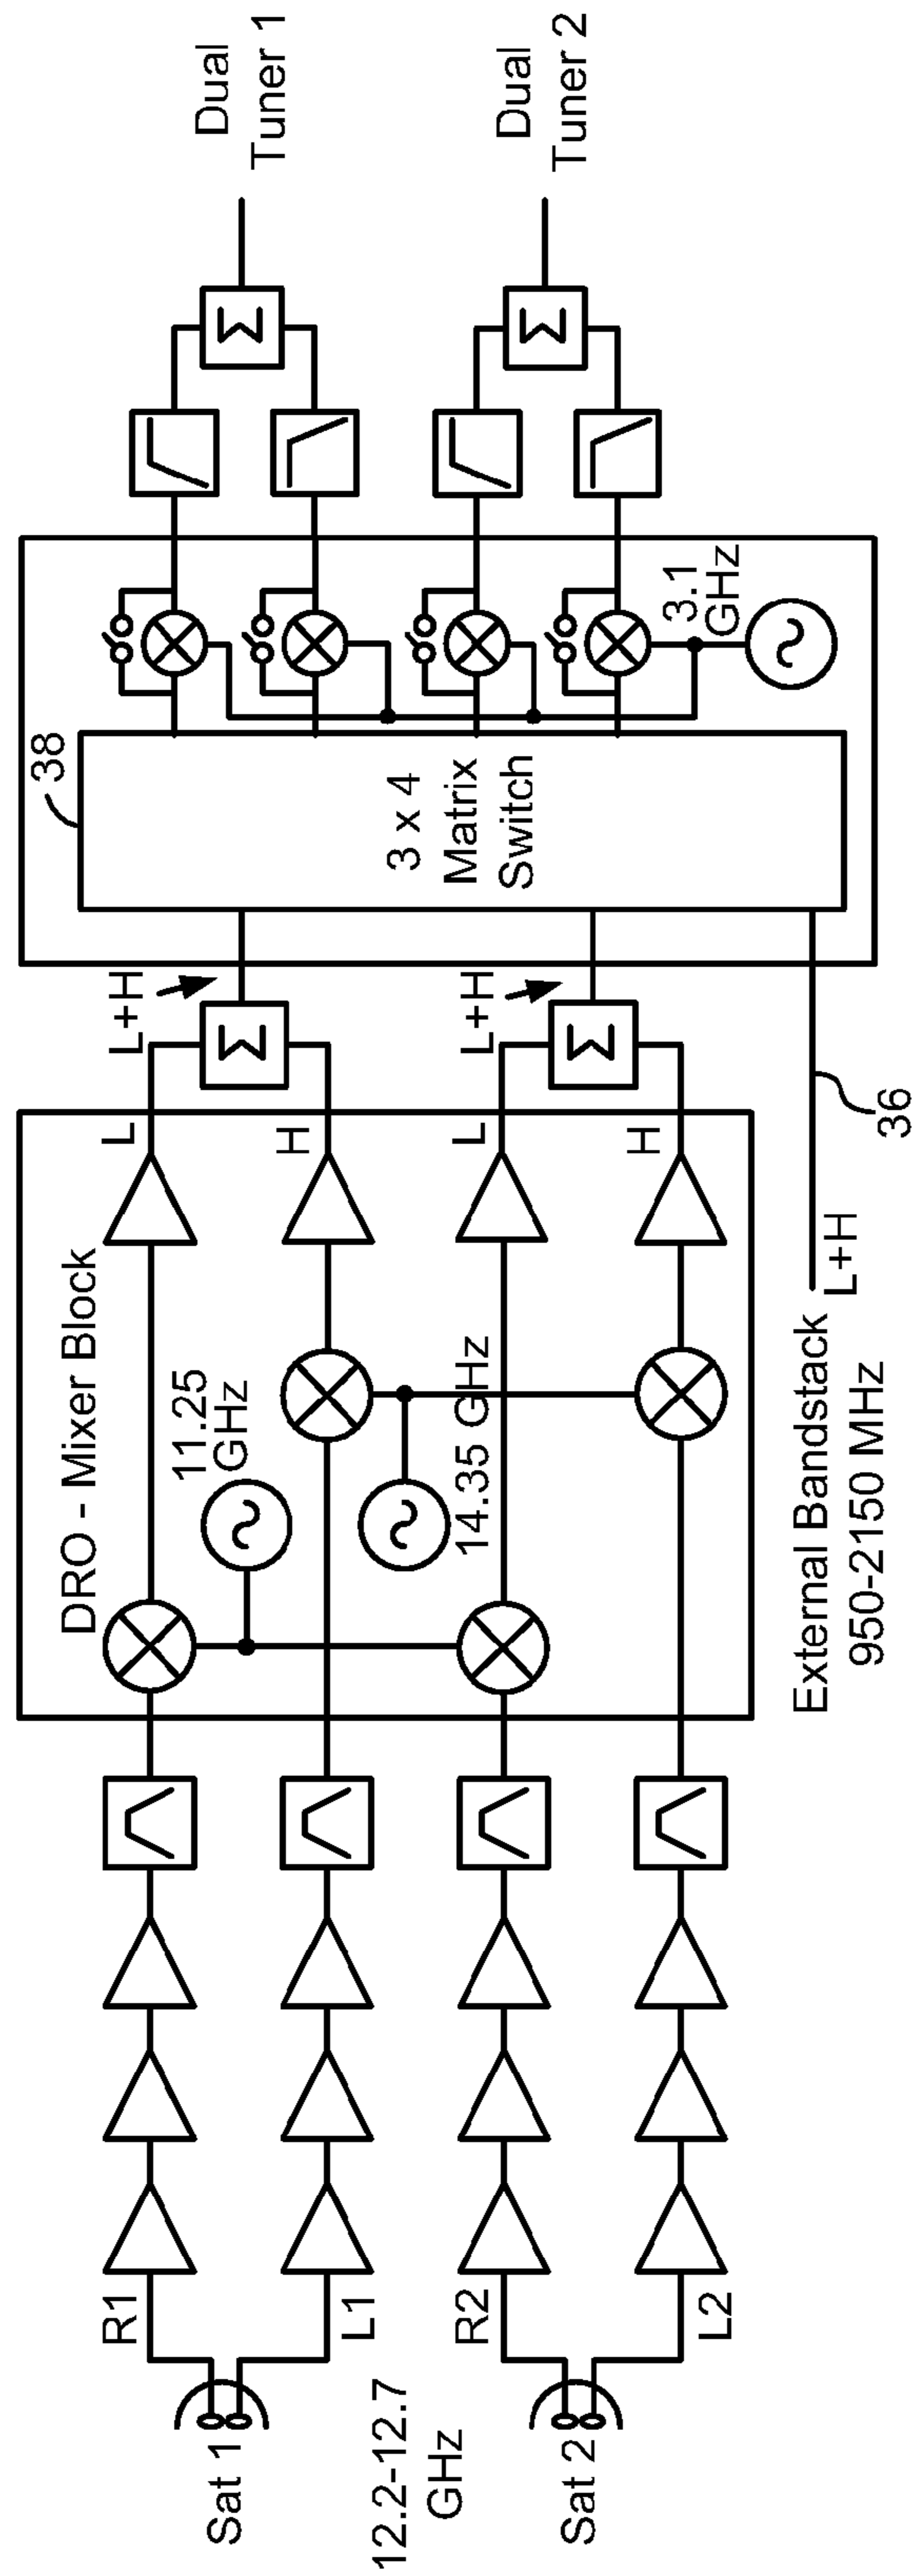 Sat 1
R1
L1
12.2-12.7
GHz
Sat 2
R2
L2
DRO - Mixer Block
11.25
GHz
14.35 GHz
L
H
L
H
L+H
L+H
External Bandstack
950-2150 MHz
L+H
36
38
3 x 4
Matrix
Switch
3.1
GHz
Σ
Σ
Σ
Σ
Dual
Tuner 1
Dual
Tuner 2